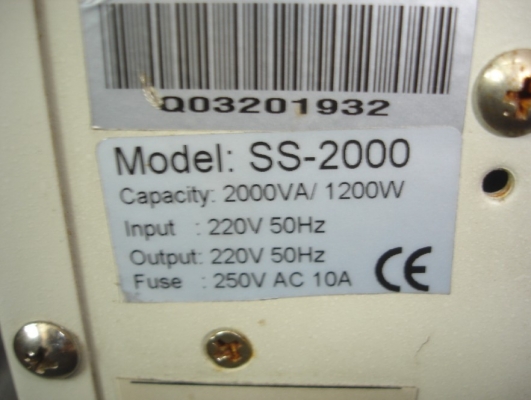 Q03201932
Model: SS-2000
Capacity: 2000VA/ 1200W
Input : 220V 50Hz
Output: 220V 50Hz
Fuse : 250V AC 10A
CE